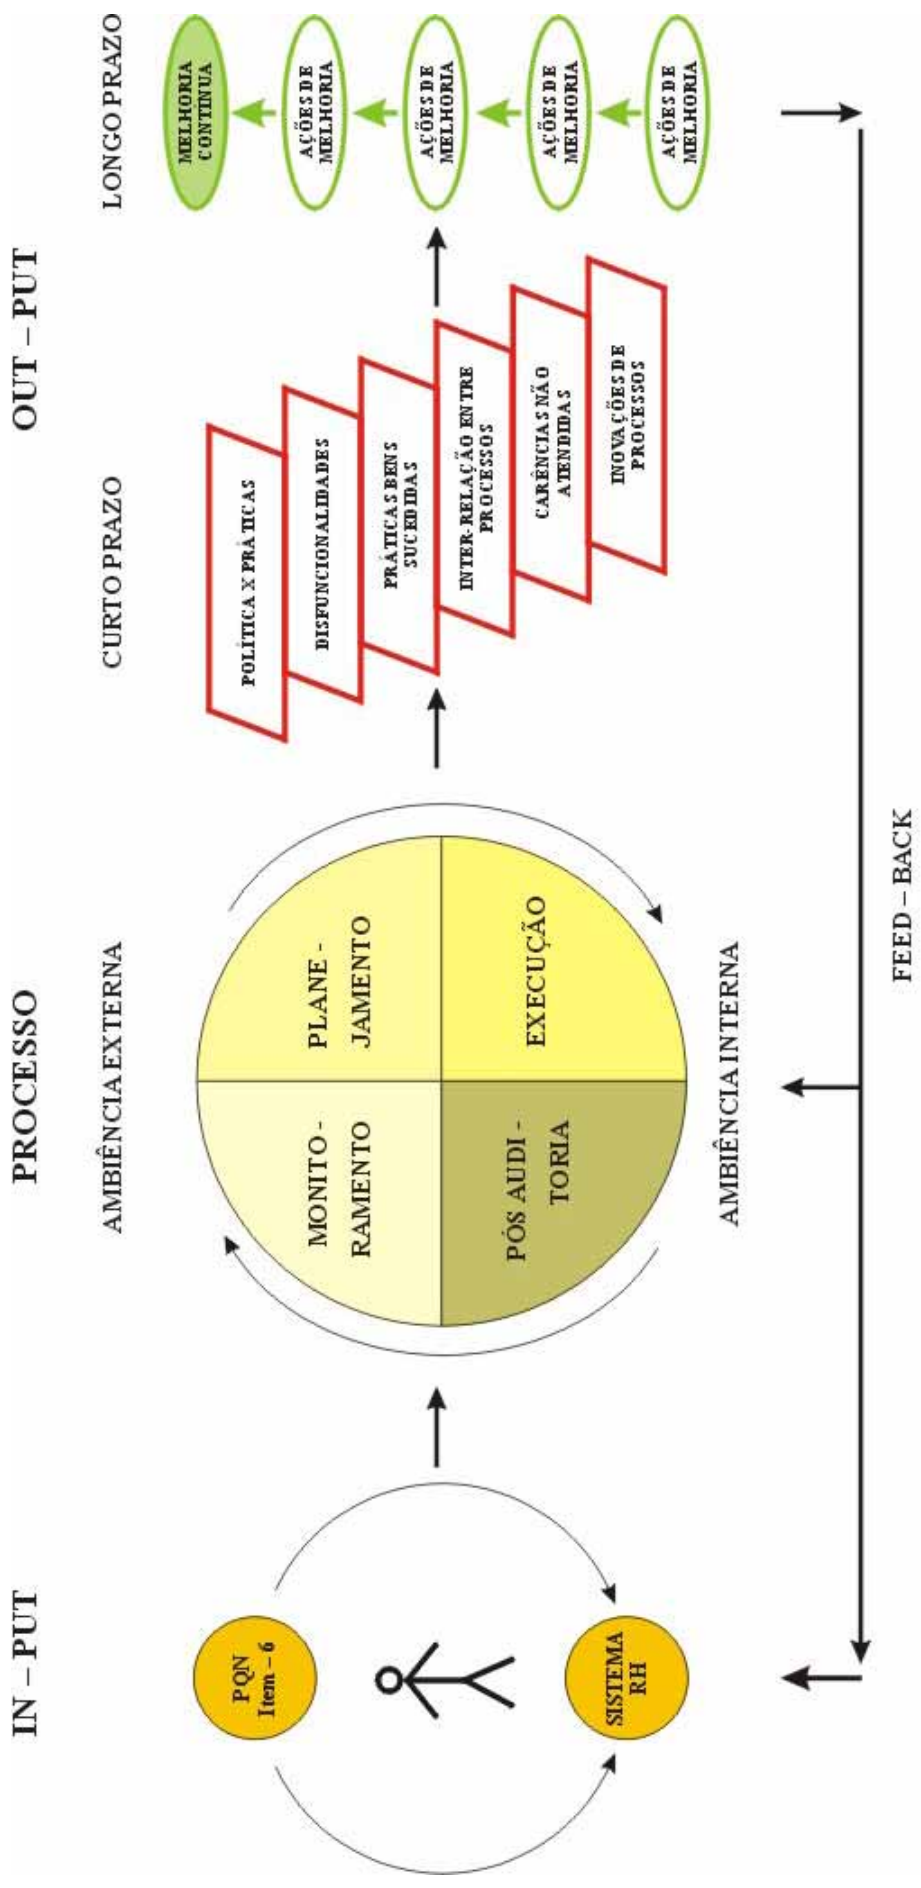 IN – PUT
PROCESSO
OUT – PUT
AMBIÊNCIA EXTERNA
CURTO PRAZO
LONGO PRAZO
PQN
Item – 6
SISTEMA
RH
MONITO -
RAMENTO
PLANE -
JAMENTO
PÓS AUDI -
TORIA
EXECUÇÃO
AMBIÊNCIA INTERNA
POLÍTICA X PRÁTICAS
DISFUNCIONALIDADES
PRÁTICAS BENS
SUCEDIDAS
INTER-RELAÇÃO ENTRE
PROCESSOS
CARÊNCIAS NÃO
ATENDIDAS
INOVAÇÕES DE
PROCESSOS
MELHORIA
CONTÍNUA
AÇÕES DE
MELHORIA
AÇÕES DE
MELHORIA
AÇÕES DE
MELHORIA
AÇÕES DE
MELHORIA
FEED – BACK